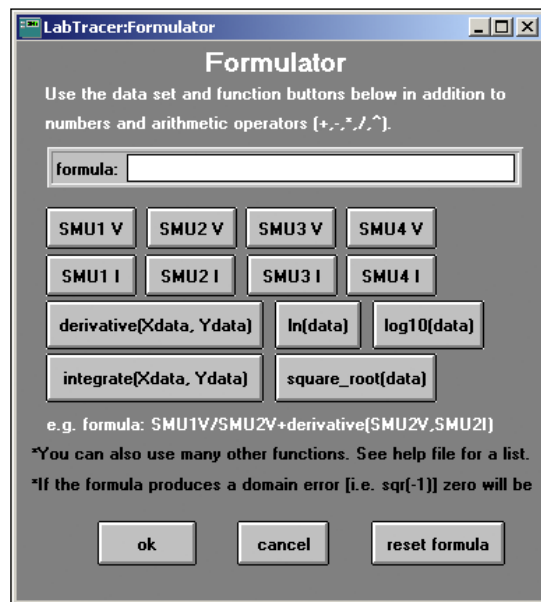 LabTracer:Formulator
Formulator
Use the data set and function buttons below in addition to
numbers and arithmetic operators (+,-,*,/,^).
formula:
SMU1 V SMU2 V SMU3 V SMU4 V
SMU1 I SMU2 I SMU3 I SMU4 I
derivative(Xdata, Ydata) ln(data) log10(data)
integrate(Xdata, Ydata) square_root(data)
e.g. formula: SMU1V/SMU2V+derivative(SMU2V,SMU2I)
*You can also use many other functions. See help file for a list.
*If the formula produces a domain error [i.e. sqr(-1)] zero will be
ok cancel reset formula